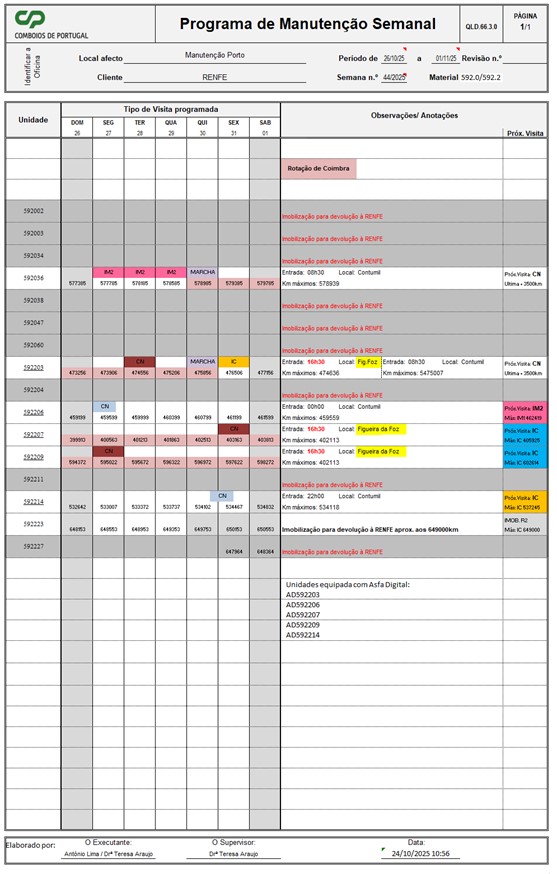 CP
COMBOIOS DE PORTUGAL
Programa de Manutenção Semanal
QLD.66.3.0
PÁGINA
1/1
Identificar a Oficina
Local afecto Manutenção Porto
Período de 26/10/25 a 01/11/25 Revisão n.º
Cliente RENFE
Semana n.º 44/2025 Material 592.0/592.2
Unidade
Tipo de Visita programada
Observações/ Anotações
Próx. Visita
DOM SEG TER QUA QUI SEX SAB
26 27 28 29 30 31 01
Rotação de Coimbra
592002 Imobilização para devolução à RENFE
592003 Imobilização para devolução à RENFE
592034 Imobilização para devolução à RENFE
592036 IM2 IM2 IM2 MARCHA Entrada: 08h30 Local: Contumil Próx.Visita: CN
577385 577785 578185 578585 578985 579385 579785 Km máximos: 578939 Ultima + 3500km
592038 Imobilização para devolução à RENFE
592047 Imobilização para devolução à RENFE
592060 Imobilização para devolução à RENFE
592203 CN MARCHA IC Entrada: 16h30 Local: Fig.Foz Entrada: 08h30 Local: Contumil Próx.Visita: CN
473256 473906 474556 475206 475856 476506 477156 Km máximos: 474636 Km máximos: 5475007 Ultima + 3500km
592204 Imobilização para devolução à RENFE
592206 CN Entrada: 00h00 Local: Contumil Próx.Visita: IM2
459199 459599 459999 460399 460799 461199 461599 Km máximos: 459559 Máx: IM1 462419
592207 CN Entrada: 16h30 Local: Figueira da Foz Próx.Visita: IC
399913 400563 401213 401863 402513 403163 403813 Km máximos: 402113
592209 CN Entrada: 16h30 Local: Figueira da Foz Próx.Visita: IC
594372 595022 595672 596322 596972 597622 598272 Km máximos: 402113 Máx: IC 602614
592211 Imobilização para devolução à RENFE
592214 CN Entrada: 22h00 Local: Contumil Próx.Visita: IC
532642 533007 533372 533737 534102 534467 534832 Km máximos: 534118 Máx: IC 537245
592223 Imobilização para devolução à RENFE aprox. aos 649000km IMOB. R2
648153 648553 648953 649353 649753 650153 650553 Máx: IC 649000
592227 647964 648364 Imobilização para devolução à RENFE
Unidades equipada com Asfa Digital:
AD592203
AD592206
AD592207
AD592209
AD592214
Elaborado por:
O Executante:
António Lima / Drª Teresa Araujo
O Supervisor:
Drª Teresa Araujo
Data:
24/10/2025 10:56